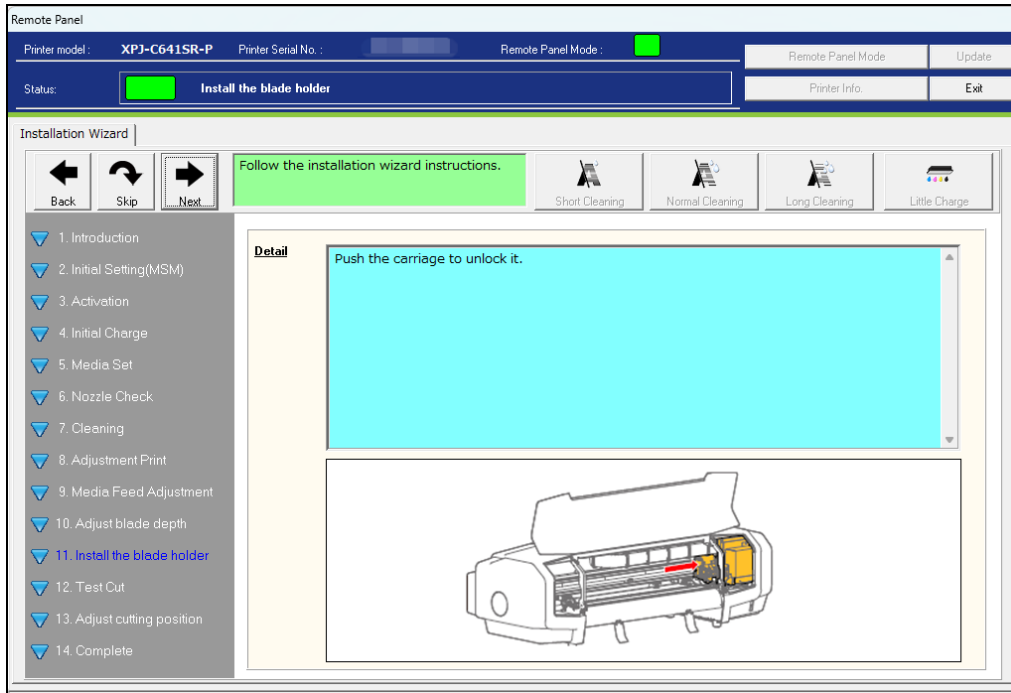 Remote Panel
Printer model : XPJ-C641SR-P Printer Serial No. : Remote Panel Mode :
Remote Panel Mode Update
Status: Install the blade holder
Printer Info. Exit
Installation Wizard
Follow the installation wizard instructions.
Back Skip Next Short Cleaning Normal Cleaning Long Cleaning Little Charge
1. Introduction
2. Initial Setting(MSM)
3. Activation
4. Initial Charge
5. Media Set
6. Nozzle Check
7. Cleaning
8. Adjustment Print
9. Media Feed Adjustment
10. Adjust blade depth
11. Install the blade holder
12. Test Cut
13. Adjust cutting position
14. Complete
Detail
Push the carriage to unlock it.